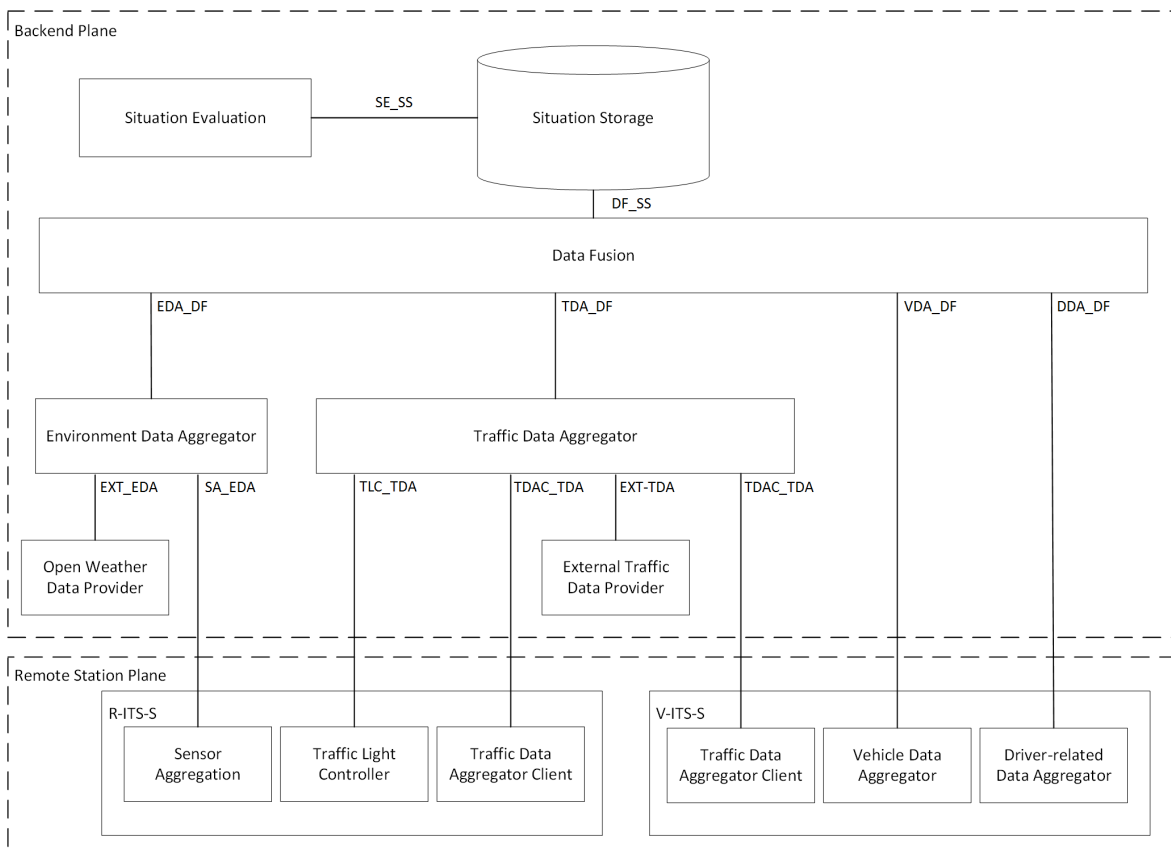 Backend Plane
Situation Evaluation
SE_SS
Situation Storage
DF_SS
Data Fusion
EDA_DF
TDA_DF
VDA_DF
DDA_DF
Environment Data Aggregator
Traffic Data Aggregator
EXT_EDA
SA_EDA
TLC_TDA
TDAC_TDA
EXT-TDA
TDAC_TDA
Open Weather
Data Provider
External Traffic
Data Provider
Remote Station Plane
R-ITS-S
Sensor
Aggregation
Traffic Light
Controller
Traffic Data
Aggregator Client
V-ITS-S
Traffic Data
Aggregator Client
Vehicle Data
Aggregator
Driver-related
Data Aggregator